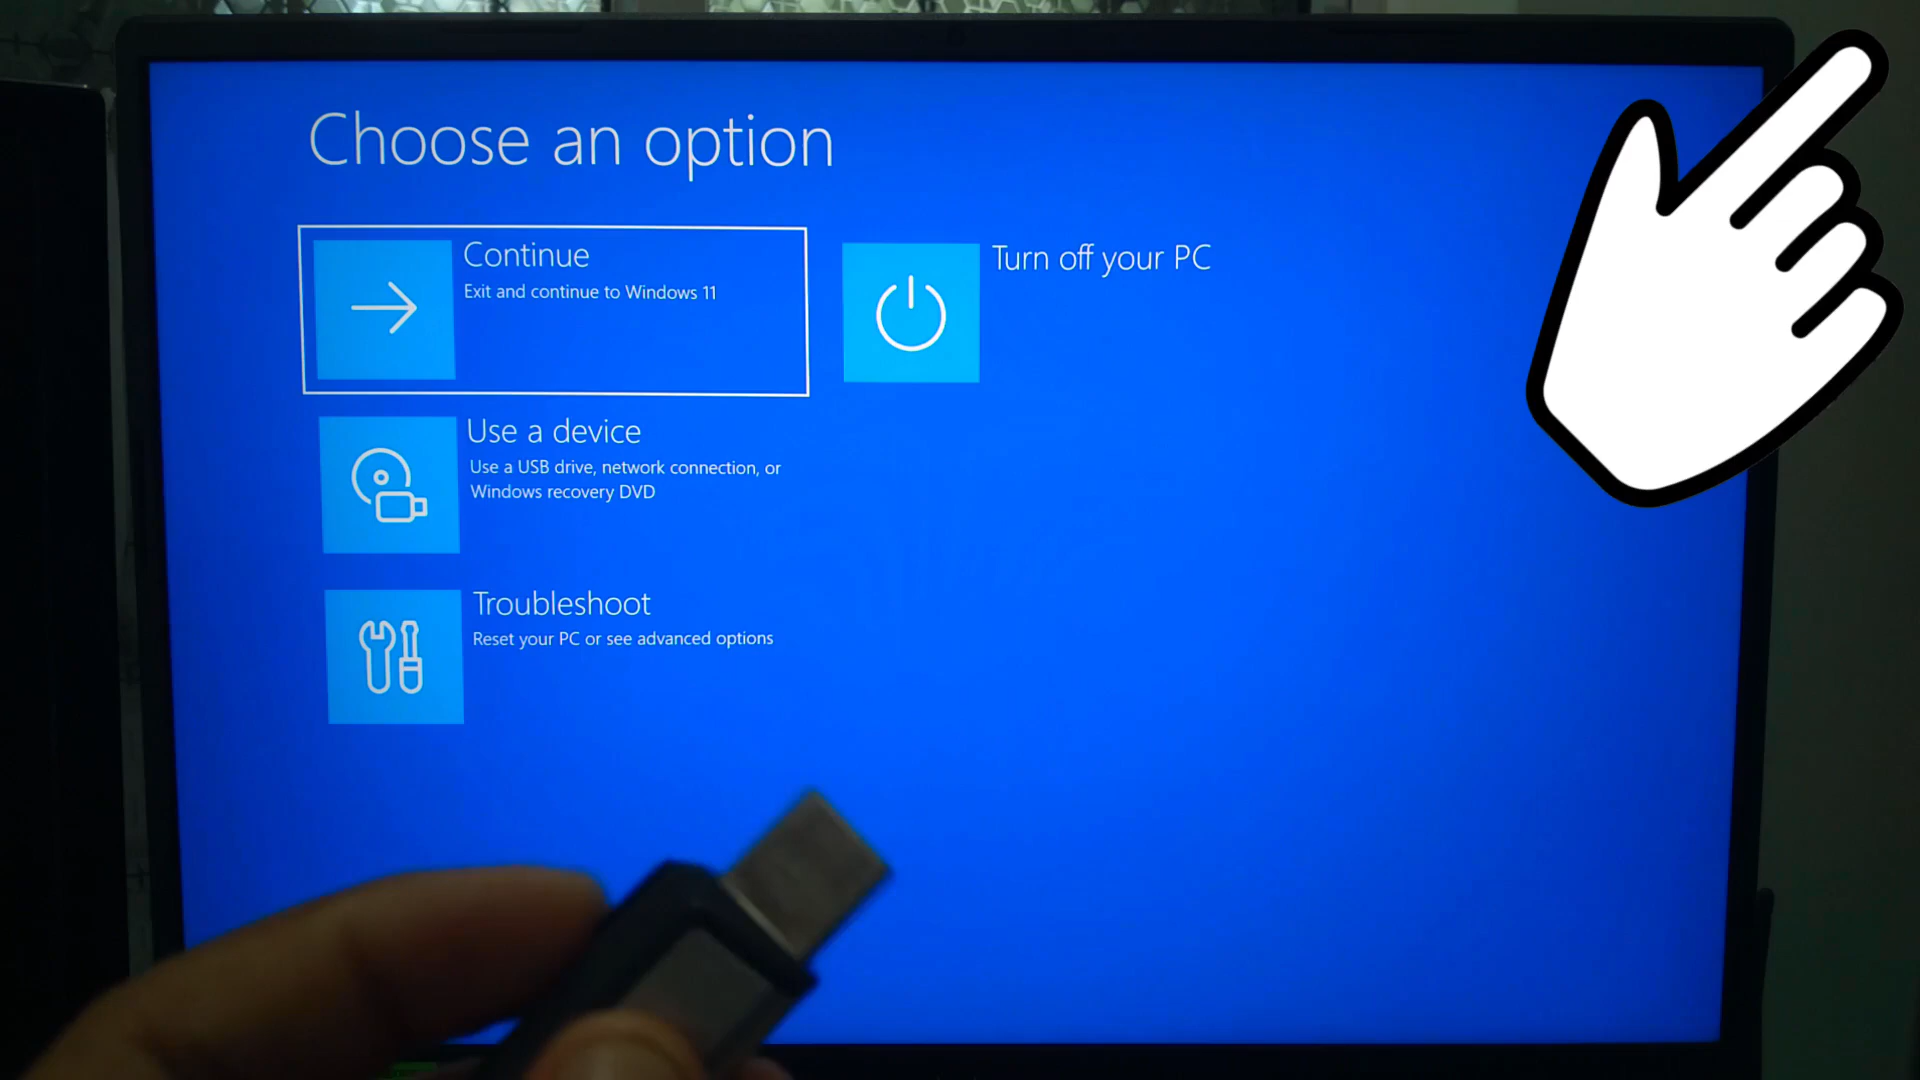 Choose an option
Continue
Exit and continue to Windows 11
Turn off your PC
Use a device
Use a USB drive, network connection, or
Windows recovery DVD
Troubleshoot
Reset your PC or see advanced options